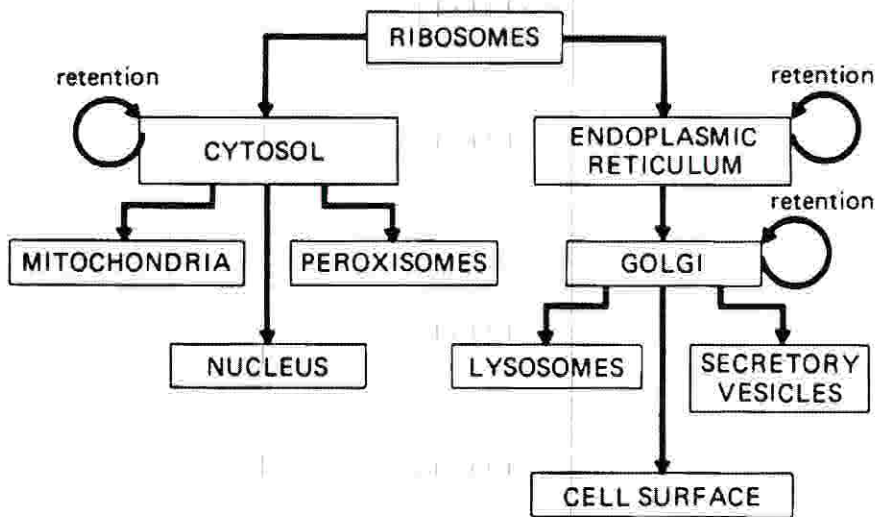 RIBOSOMES
retention
retention
CYTOSOL
ENDOPLASMIC
RETICULUM
retention
MITOCHONDRIA
PEROXISOMES
GOLGI
NUCLEUS
LYSOSOMES
SECRETORY
VESICLES
CELL SURFACE